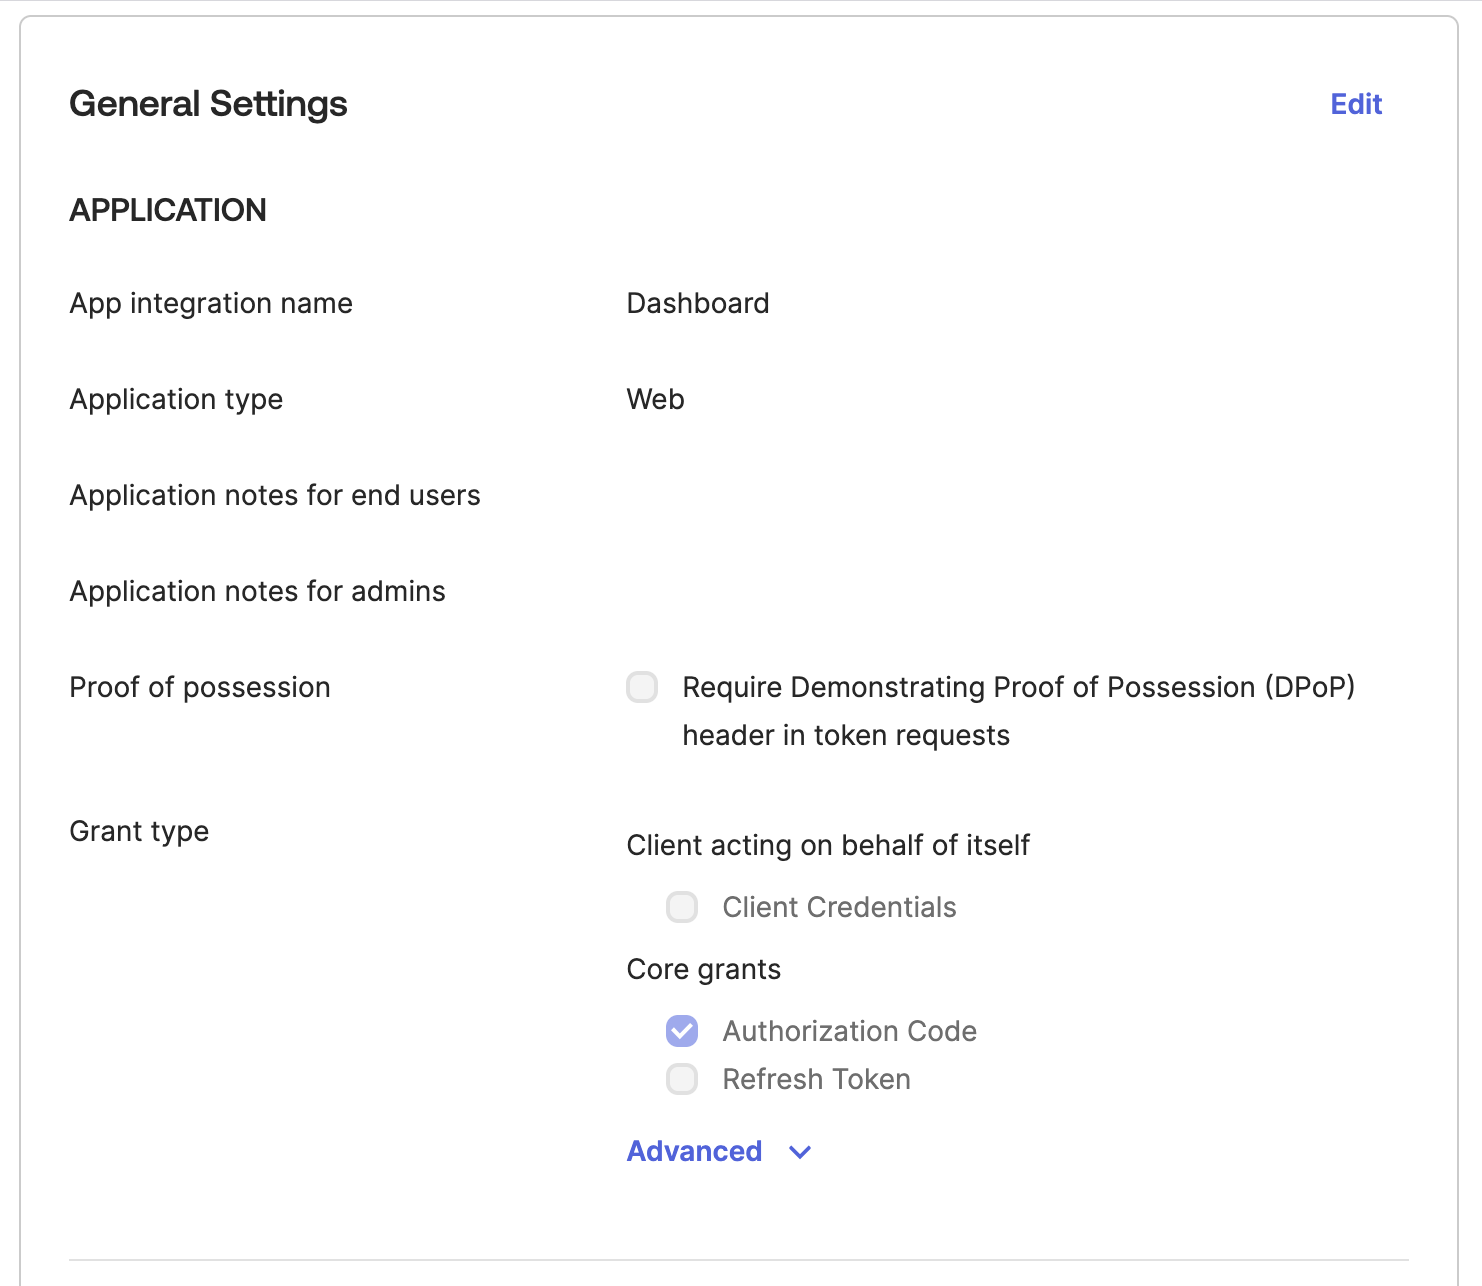 General Settings
Edit
APPLICATION
App integration name
Dashboard
Application type
Web
Application notes for end users
Application notes for admins
Proof of possession
Require Demonstrating Proof of Possession (DPoP)
header in token requests
Grant type
Client acting on behalf of itself
Client Credentials
Core grants
Authorization Code
Refresh Token
Advanced